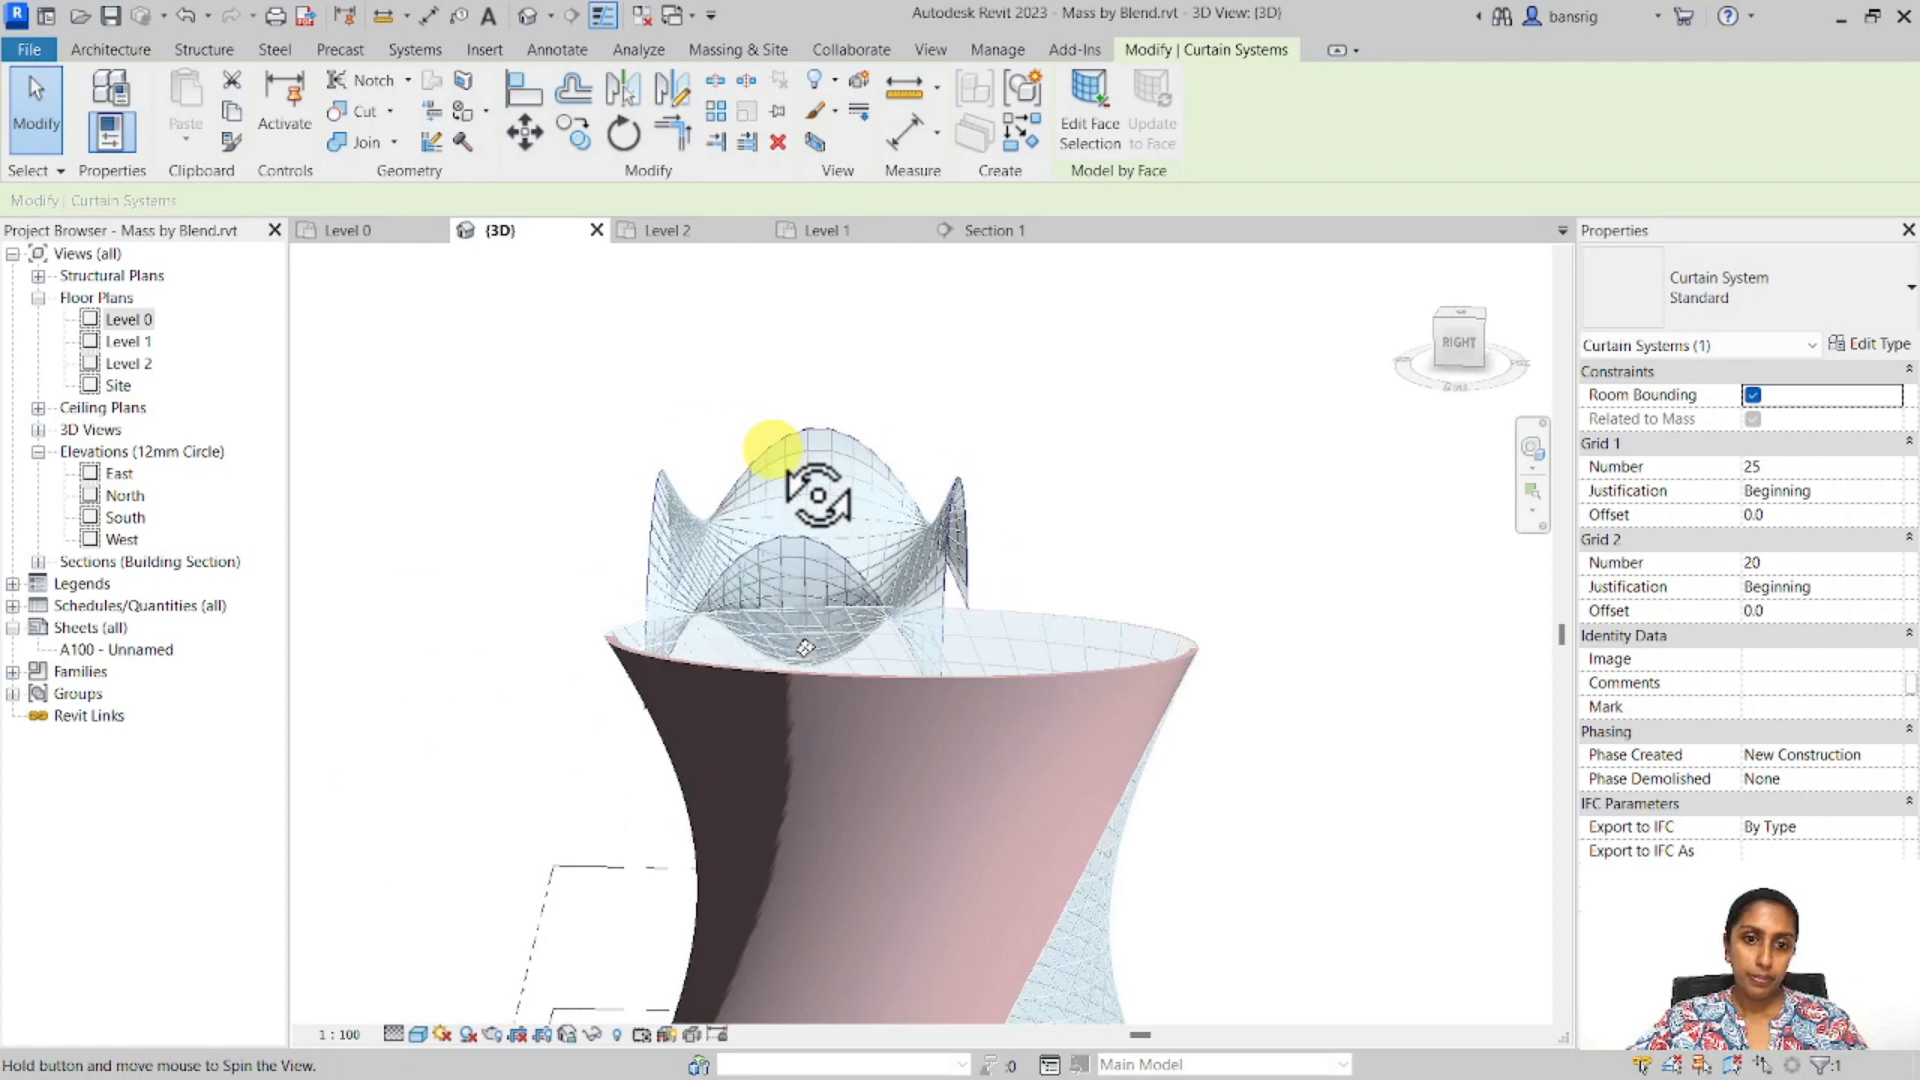 Autodesk Revit 2023 - Mass by Blend.rvt - 3D View: {3D}
bansrig
File
Architecture
Structure
Steel
Precast
Systems
Insert
Annotate
Analyze
Massing & Site
Collaborate
View
Manage
Add-Ins
Modify | Curtain Systems
Modify
Paste
Activate
Notch
Cut
Join
Edit Face
Selection
Update
to Face
Select
Properties
Clipboard
Controls
Geometry
Modify
View
Measure
Create
Model by Face
Modify | Curtain Systems
Project Browser - Mass by Blend.rvt
Level 0
{3D}
Level 2
Level 1
Section 1
Properties
Views (all)
Structural Plans
Floor Plans
Level 0
Level 1
Level 2
Site
Ceiling Plans
3D Views
Elevations (12mm Circle)
East
North
South
West
Sections (Building Section)
Legends
Schedules/Quantities (all)
Sheets (all)
A100 - Unnamed
Families
Groups
Revit Links
RIGHT
Curtain System
Standard
Curtain Systems (1)
Edit Type
Constraints
Room Bounding
Related to Mass
Grid 1
Number 25
Justification Beginning
Offset 0.0
Grid 2
Number 20
Justification Beginning
Offset 0.0
Identity Data
Image
Comments
Mark
Phasing
Phase Created New Construction
Phase Demolished None
IFC Parameters
Export to IFC By Type
Export to IFC As
1 : 100
Hold button and move mouse to Spin the View.
:0
Main Model
:1